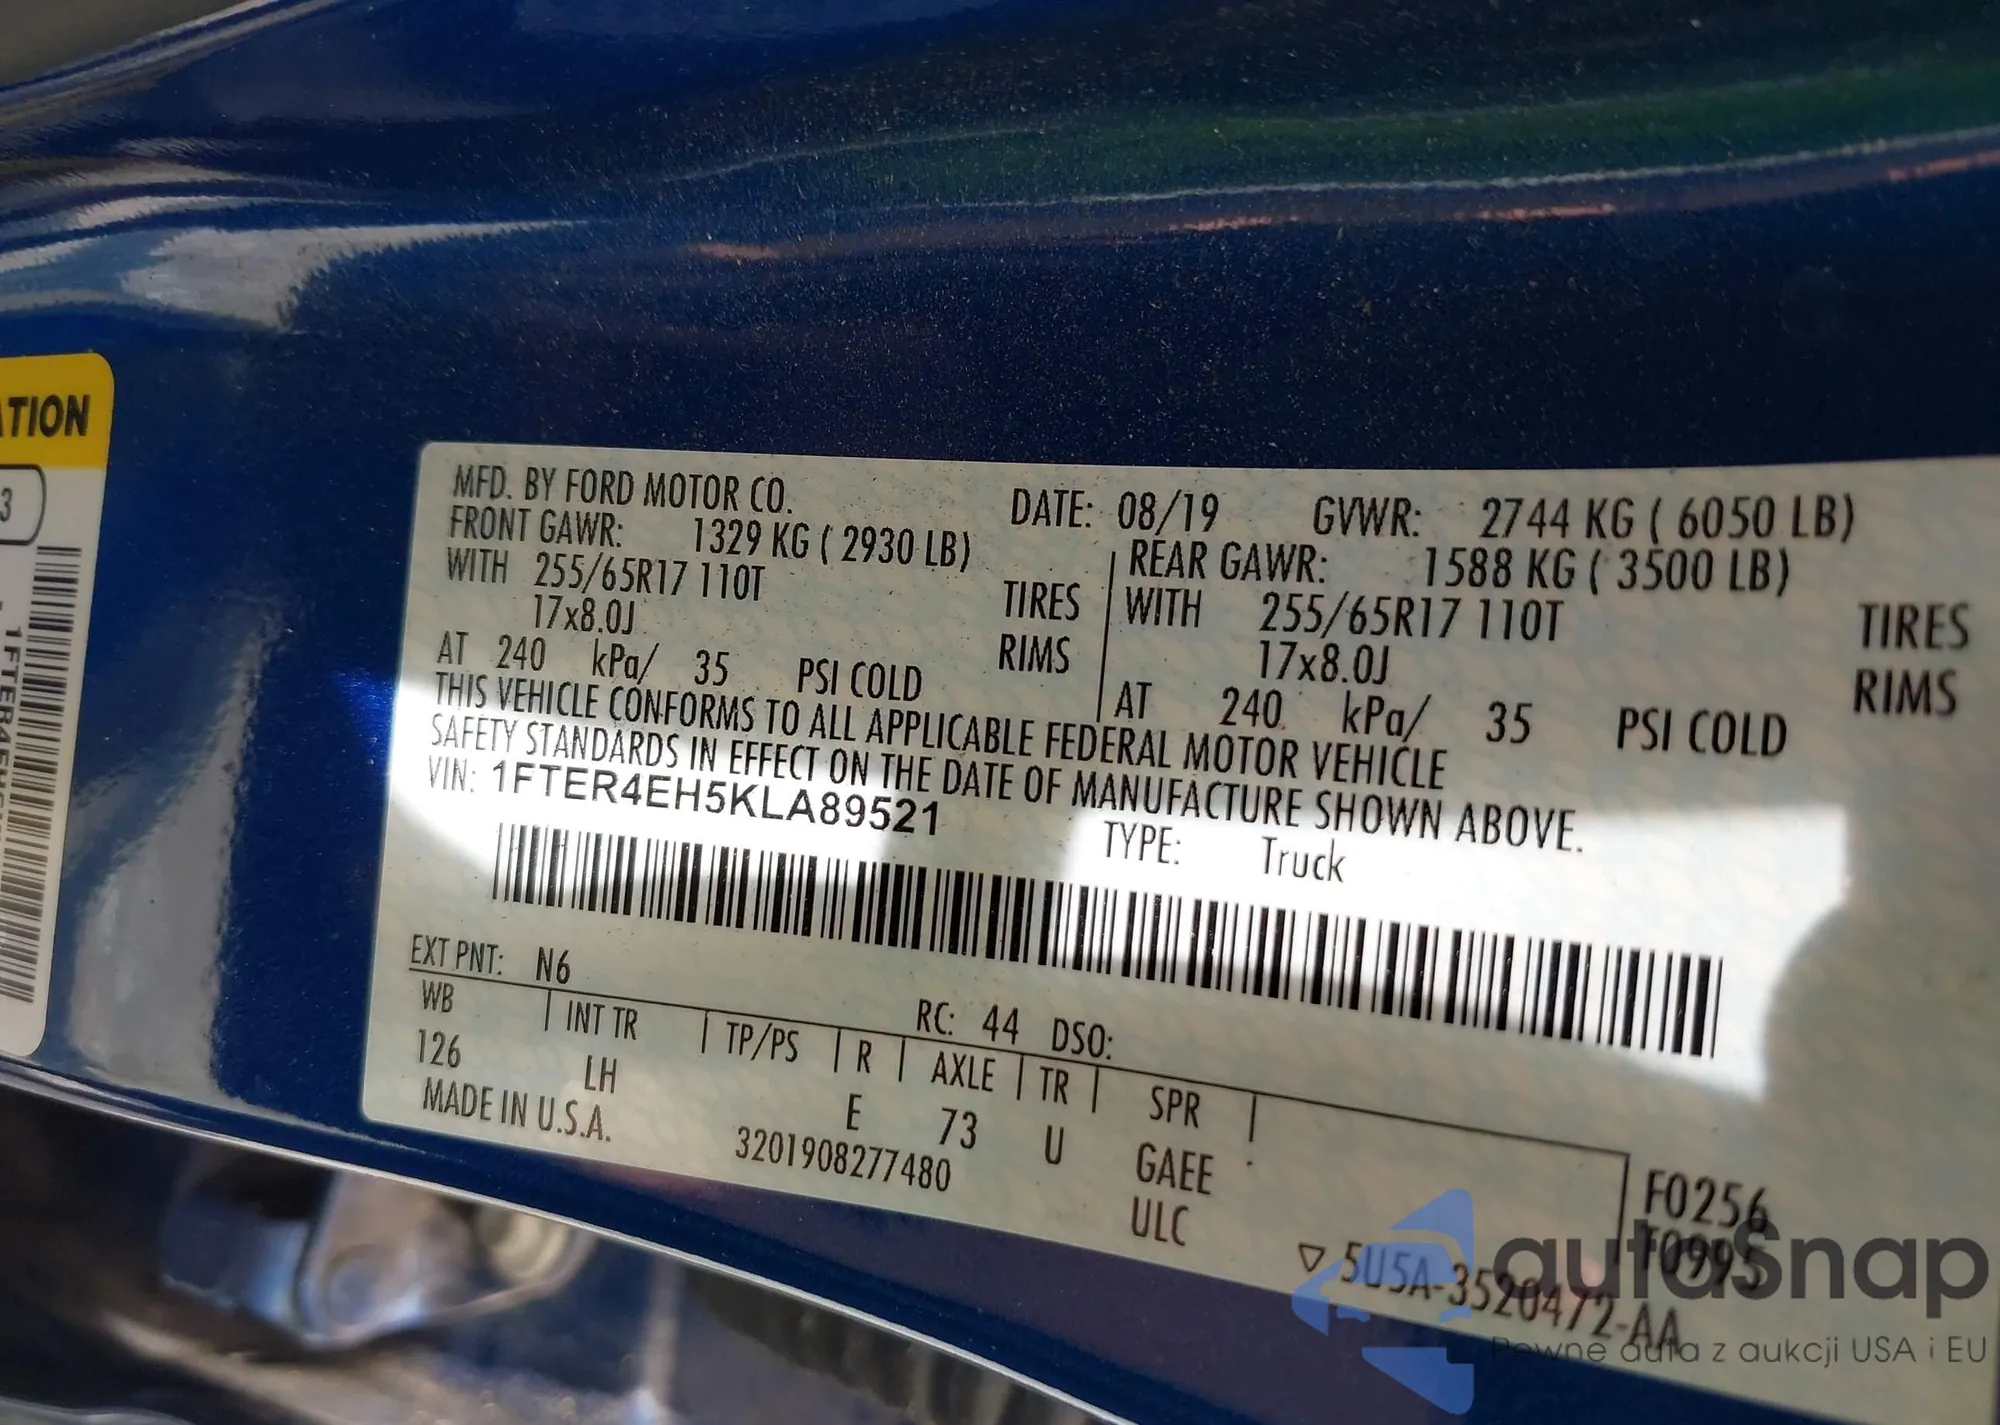 ATION
3
MFD. BY FORD MOTOR CO. DATE: 08/19 GVWR: 2744 KG ( 6050 LB)
FRONT GAWR: 1329 KG ( 2930 LB) REAR GAWR: 1588 KG ( 3500 LB)
WITH 255/65R17 110T TIRES WITH 255/65R17 110T TIRES
17x8.0J RIMS 17x8.0J RIMS
AT 240 kPa/ 35 PSI COLD AT 240 kPa/ 35 PSI COLD
THIS VEHICLE CONFORMS TO ALL APPLICABLE FEDERAL MOTOR VEHICLE
SAFETY STANDARDS IN EFFECT ON THE DATE OF MANUFACTURE SHOWN ABOVE.
VIN: 1FTER4EH5KLA89521
TYPE: Truck
EXT PNT: N6 RC: 44 DSO:
WB INT TR TP/PS R AXLE TR SPR
126 LH E 73 U GAEE
MADE IN U.S.A. 3201908277480 ULC
F0256
T0995
▽ 5U5A-3520472-AA
autoSnap
Pewne auta z aukcji USA i EU